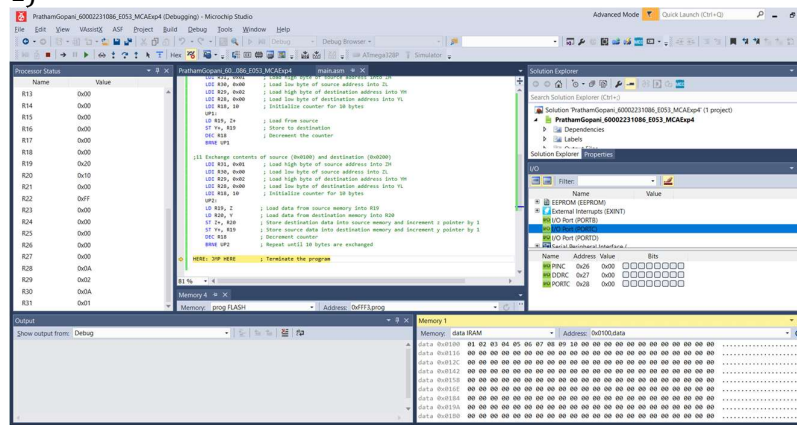 PrathamGopani_60002231086_E053_MCAExp4 (Debugging) - Microchip Studio
Advanced Mode
Quick Launch (Ctrl+Q)
File Edit View VAssistX ASF Project Build Debug Tools Window Help
Debug
Debug Browser
Hex
ATmega328P
Simulator
Processor Status
Name Value
R13 0x00
R14 0x00
R15 0x00
R16 0x00
R17 0x00
R18 0x00
R19 0x20
R20 0x10
R21 0x00
R22 0xFF
R23 0x00
R24 0x00
R25 0x00
R26 0x00
R27 0x00
R28 0x0A
R29 0x02
R30 0x0A
R31 0x01
PrathamGopani_60..._086_E053_MCAExp4 main.asm
LDI R31, 0x01 ; Load high byte of source address into ZH
LDI R30, 0x00 ; Load low byte of source address into ZL
LDI R29, 0x02 ; Load high byte of destination address into YH
LDI R28, 0x00 ; Load low byte of destination address into YL
LDI R18, 10 ; Initialize counter for 10 bytes
UP1:
LD R19, Z+ ; Load from source
ST Y+, R19 ; Store to destination
DEC R18 ; Decrement the counter
BRNE UP1
;11 Exchange contents of source (0x0100) and destination (0x0200)
LDI R31, 0x01 ; Load high byte of source address into ZH
LDI R30, 0x00 ; Load low byte of source address into ZL
LDI R29, 0x02 ; Load high byte of destination address into YH
LDI R28, 0x00 ; Load low byte of destination address into YL
LDI R18, 10 ; Initialize counter for 10 bytes
UP2:
LD R19, Z ; Load data from source memory into R19
LD R20, Y ; Load data from destination memory into R20
ST Z+, R20 ; Store destination data into source memory and increment z pointer by 1
ST Y+, R19 ; Store source data into destination memory and increment y pointer by 1
DEC R18 ; Decrement counter
BRNE UP2 ; Repeat until 10 bytes are exchanged
HERE: JMP HERE ; Terminate the program
81 %
Memory 4
Memory: prog FLASH Address: 0xFFF3,prog
Solution Explorer
Search Solution Explorer (Ctrl+;)
Solution 'PrathamGopani_60002231086_E053_MCAExp4' (1 project)
PrathamGopani_60002231086_E053_MCAExp4
Dependencies
Labels
Solution Explorer Properties
I/O
Filter:
Name Value
EEPROM (EEPROM)
External Interrupts (EXINT)
I/O Port (PORTB)
I/O Port (PORTC)
I/O Port (PORTD)
Serial Peripheral Interface (
Name Address Value Bits
PINC 0x26 0x00
DDRC 0x27 0x00
PORTC 0x28 0x00
Output
Show output from: Debug
Memory 1
Memory: data IRAM Address: 0x0100,data
data 0x0100 01 02 03 04 05 06 07 08 09 10 00 00 00 00 00 00 00 00 00 00 00 00
data 0x0116 00 00 00 00 00 00 00 00 00 00 00 00 00 00 00 00 00 00 00 00 00 00
data 0x012C 00 00 00 00 00 00 00 00 00 00 00 00 00 00 00 00 00 00 00 00 00 00
data 0x0142 00 00 00 00 00 00 00 00 00 00 00 00 00 00 00 00 00 00 00 00 00 00
data 0x0158 00 00 00 00 00 00 00 00 00 00 00 00 00 00 00 00 00 00 00 00 00 00
data 0x016E 00 00 00 00 00 00 00 00 00 00 00 00 00 00 00 00 00 00 00 00 00 00
data 0x0184 00 00 00 00 00 00 00 00 00 00 00 00 00 00 00 00 00 00 00 00 00 00
data 0x019A 00 00 00 00 00 00 00 00 00 00 00 00 00 00 00 00 00 00 00 00 00 00
data 0x01B0 00 00 00 00 00 00 00 00 00 00 00 00 00 00 00 00 00 00 00 00 00 00